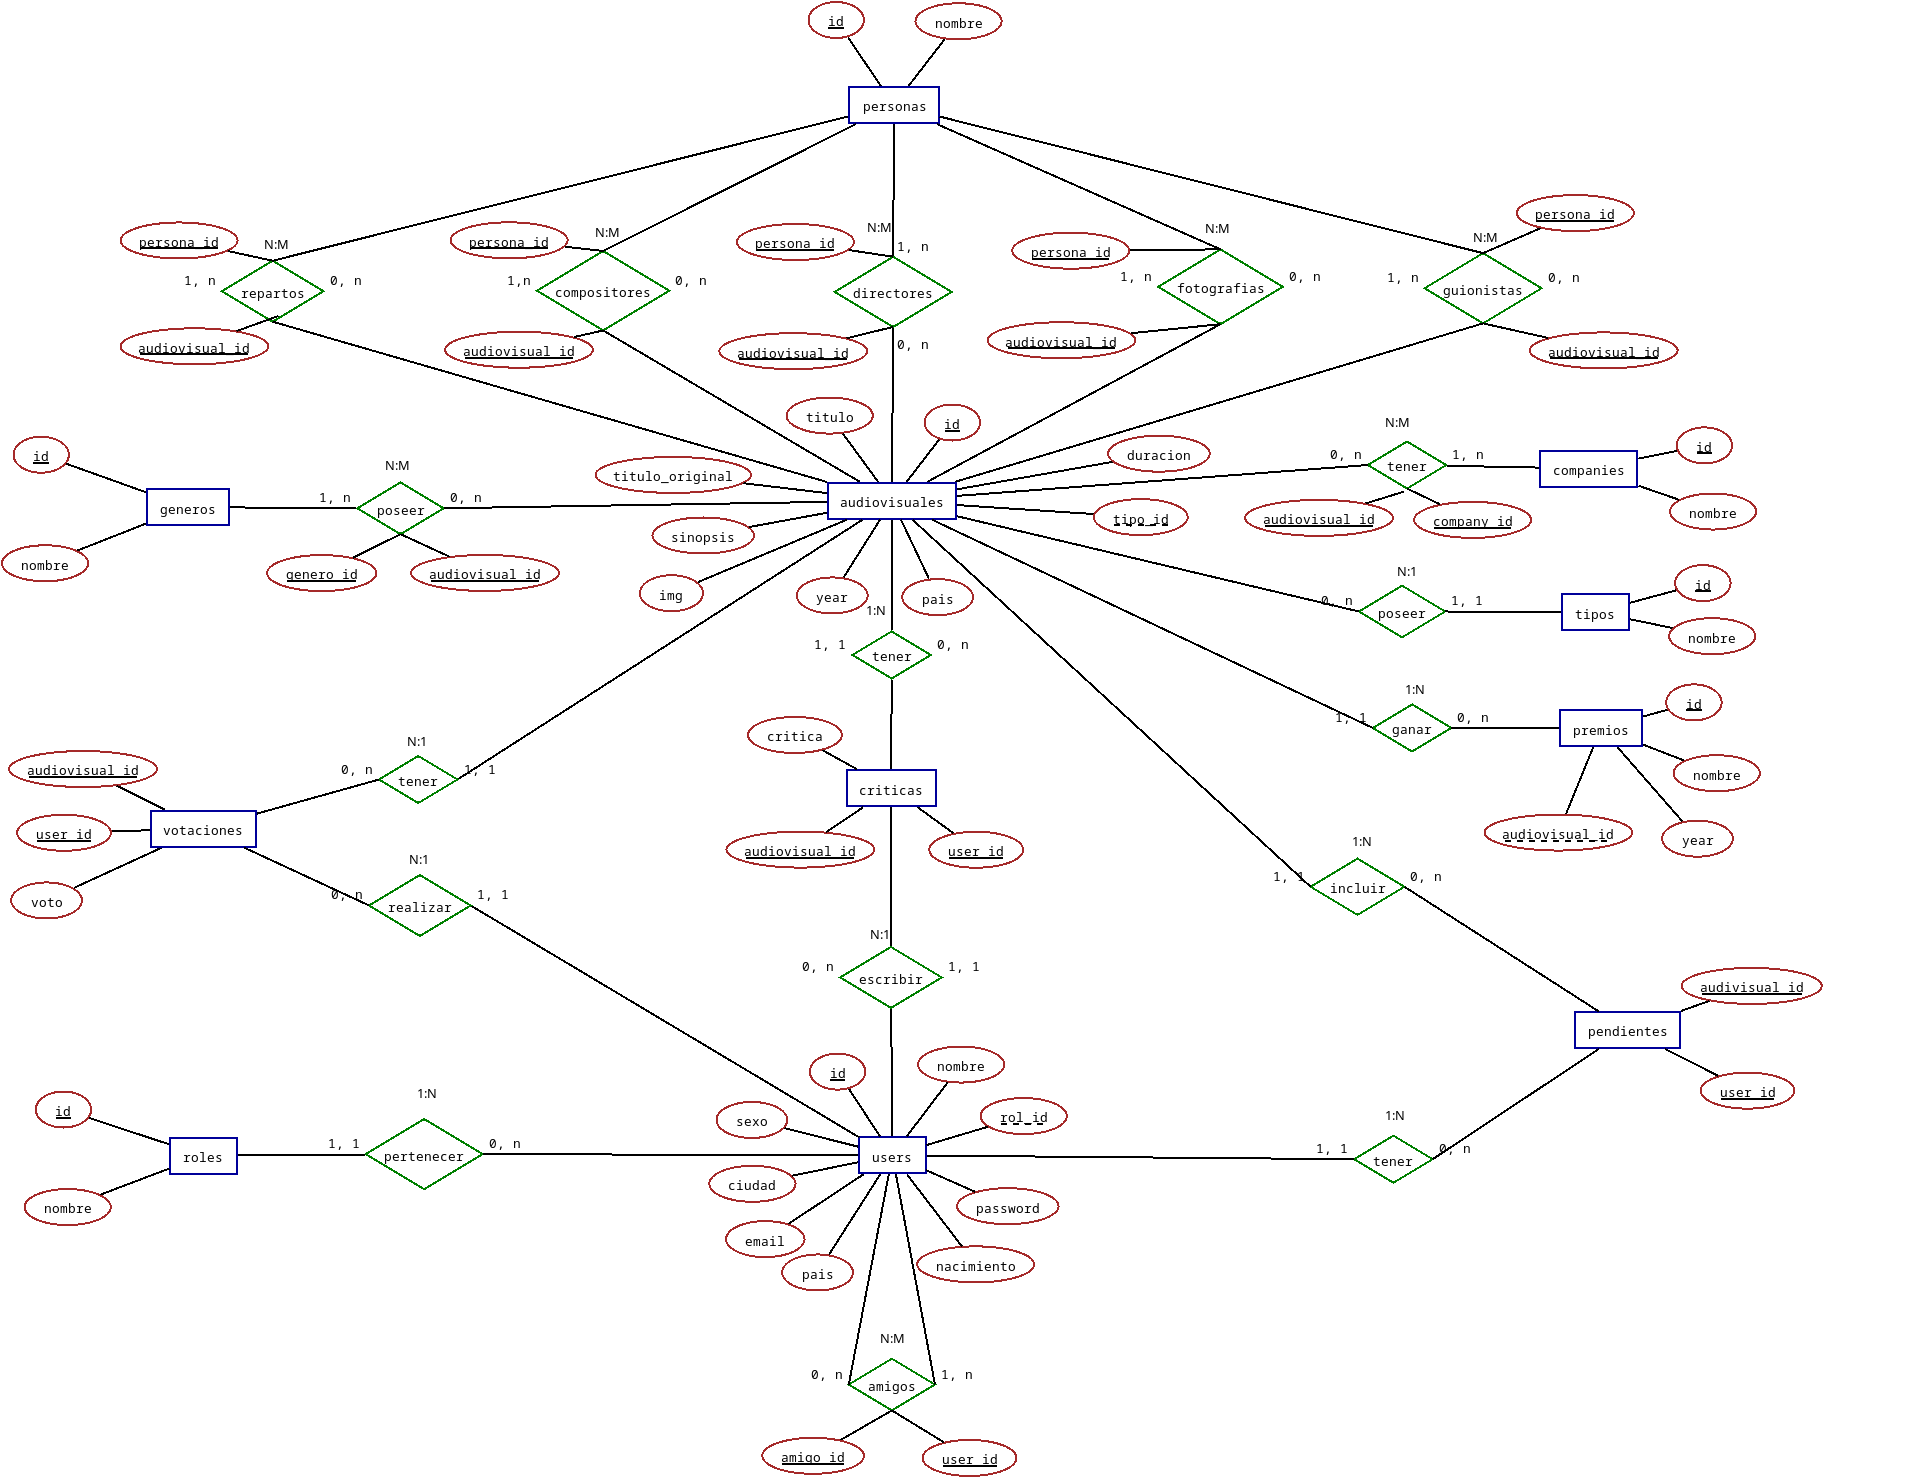 id
nombre
personas
persona_id
N:M
1, n
0, n
repartos
audiovisual_id
persona_id
N:M
1,n
0, n
compositores
audiovisual_id
persona_id
N:M
1, n
directores
audiovisual_id
0, n
persona_id
N:M
1, n
0, n
fotografias
audiovisual_id
persona_id
N:M
1, n
0, n
guionistas
audiovisual_id
titulo
id
titulo_original
duracion
audiovisuales
tipo_id
sinopsis
img
year
pais
id
generos
nombre
N:M
1, n
0, n
poseer
genero_id
audiovisual_id
N:M
0, n
1, n
tener
audiovisual_id
company_id
companies
id
nombre
N:1
0, n
1, 1
poseer
tipos
id
nombre
N:1
1:N
1, 1
0, n
tener
1:N
1, 1
0, n
ganar
premios
id
nombre
audiovisual_id
year
critica
criticas
audiovisual_id
user_id
audiovisual_id
user_id
voto
votaciones
0, n
1, 1
tener
N:1
0, n
1, 1
realizar
1:N
1, 1
0, n
incluir
N:1
0, n
1, 1
escribir
audivisual_id
pendientes
user_id
id
nombre
sexo
rol_id
users
ciudad
email
pais
password
nacimiento
id
roles
nombre
1:N
1, 1
0, n
pertenecer
1:N
1, 1
0, n
tener
N:M
0, n
1, n
amigos
amigo_id
user_id